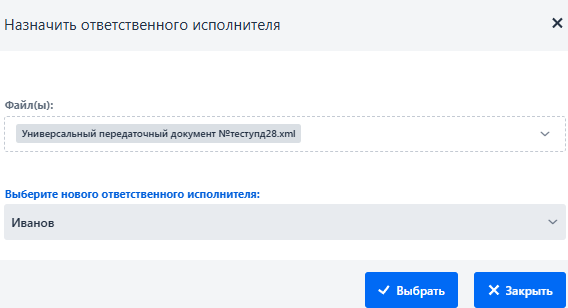 Назначить ответственного исполнителя
Файл(ы):
Универсальный передаточный документ №теступд28.xml
Выберите нового ответственного исполнителя:
Иванов
Выбрать
Закрыть